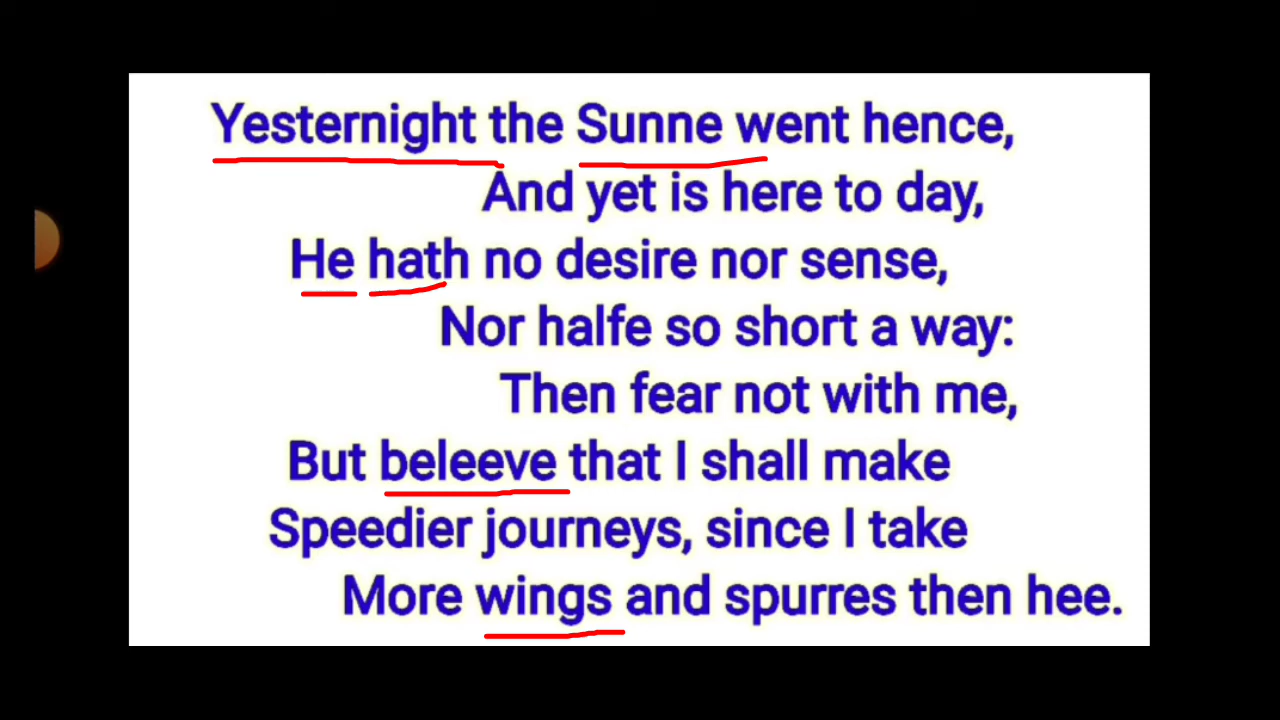 Yesternight the Sunne went hence,
And yet is here to day,
He hath no desire nor sense,
Nor halfe so short a way:
Then fear not with me,
But beleeve that I shall make
Speedier journeys, since I take
More wings and spurres then hee.